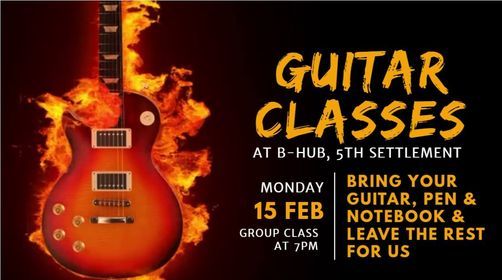 GUITAR
CLASSES
AT B-HUB, 5TH SETTLEMENT
MONDAY
15 FEB
GROUP CLASS
AT 7PM
BRING YOUR
GUITAR, PEN &
NOTEBOOK &
LEAVE THE REST
FOR US